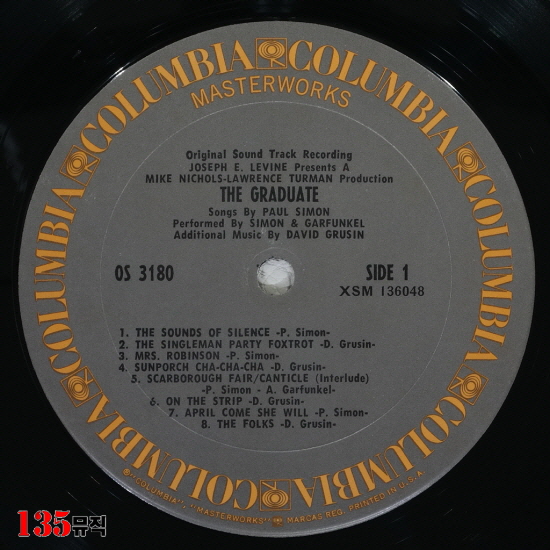 COLUMBIA COLUMBIA COLUMBIA COLUMBIA COLUMBIA COLUMBIA
MASTERWORKS
Original Sound Track Recording
JOSEPH E. LEVINE Presents A
MIKE NICHOLS-LAWRENCE TURMAN Production
THE GRADUATE
Songs By PAUL SIMON
Performed By SIMON & GARFUNKEL
Additional Music By DAVID GRUSIN
OS 3180
SIDE 1
XSM 136048
1. THE SOUNDS OF SILENCE -P. Simon-
2. THE SINGLEMAN PARTY FOXTROT -D. Grusin-
3. MRS. ROBINSON -P. Simon-
4. SUNPORCH CHA-CHA-CHA -D. Grusin-
5. SCARBOROUGH FAIR/CANTICLE (Interlude)
-P. Simon - A. Garfunkel-
6. ON THE STRIP -D. Grusin-
7. APRIL COME SHE WILL -P. Simon-
8. THE FOLKS -D. Grusin-
® "COLUMBIA", "MASTERWORKS" MARCAS REG. PRINTED IN U.S.A.
135뮤직